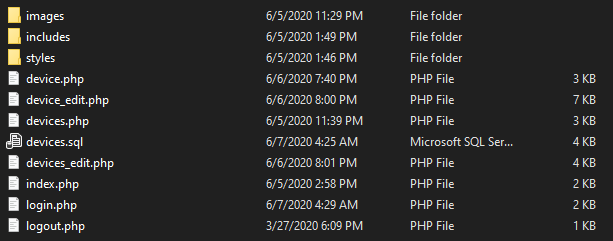 images 6/5/2020 11:29 PM File folder
includes 6/5/2020 1:49 PM File folder
styles 6/5/2020 1:46 PM File folder
device.php 6/6/2020 7:40 PM PHP File 3 KB
device_edit.php 6/6/2020 8:00 PM PHP File 7 KB
devices.php 6/5/2020 11:39 PM PHP File 3 KB
devices.sql 6/7/2020 4:25 AM Microsoft SQL Ser... 4 KB
devices_edit.php 6/6/2020 8:01 PM PHP File 4 KB
index.php 6/5/2020 2:58 PM PHP File 2 KB
login.php 6/7/2020 4:29 AM PHP File 2 KB
logout.php 3/27/2020 6:09 PM PHP File 1 KB